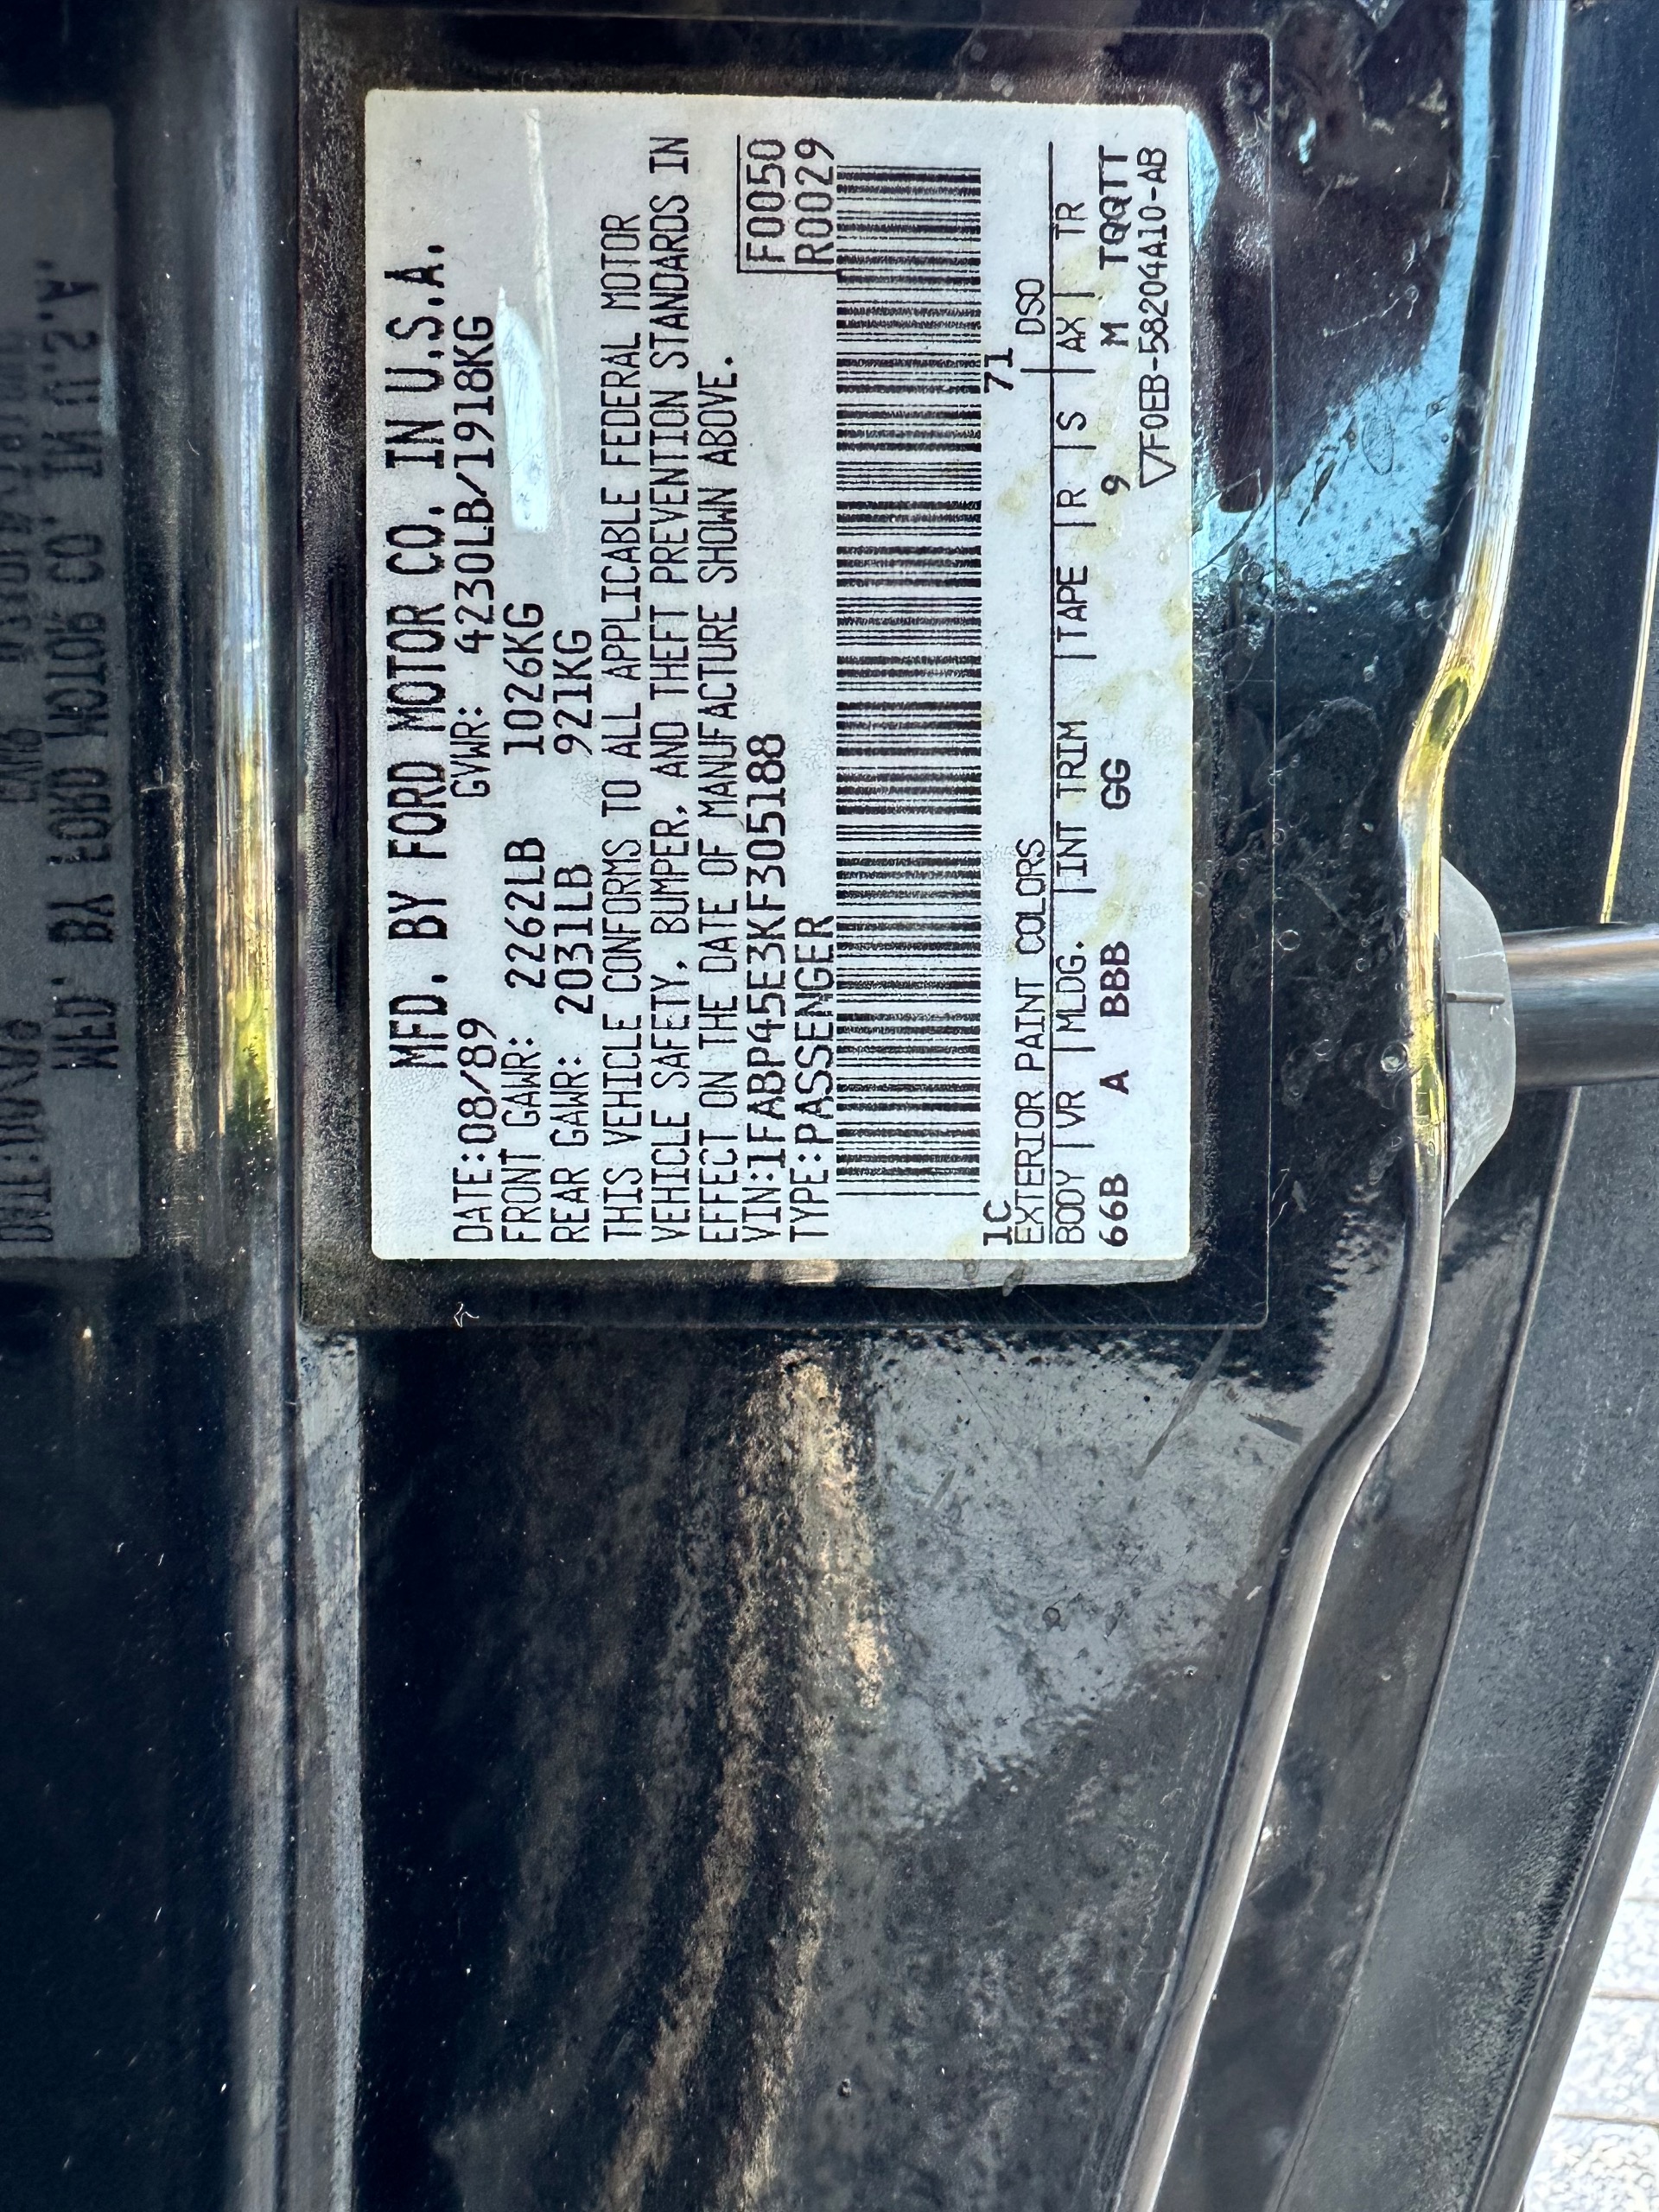 MFD. BY FORD MOTOR CO. IN U.S.A.
DATE:08/89 GVWR: 4230LB/1918KG
FRONT GAWR: 2262LB 1026KG
REAR GAWR: 2031LB 921KG
THIS VEHICLE CONFORMS TO ALL APPLICABLE FEDERAL MOTOR
VEHICLE SAFETY, BUMPER, AND THEFT PREVENTION STANDARDS IN
EFFECT ON THE DATE OF MANUFACTURE SHOWN ABOVE.
VIN:1FABP45E3KF305188 F0050
TYPE:PASSENGER R0029
1C 71
EXTERIOR PAINT COLORS DSO
BODY VR MLDG. INT TRIM TAPE R S AX TR
66B A BBB GG 9 M TQQTT
▽F0EB-58204A10-AB